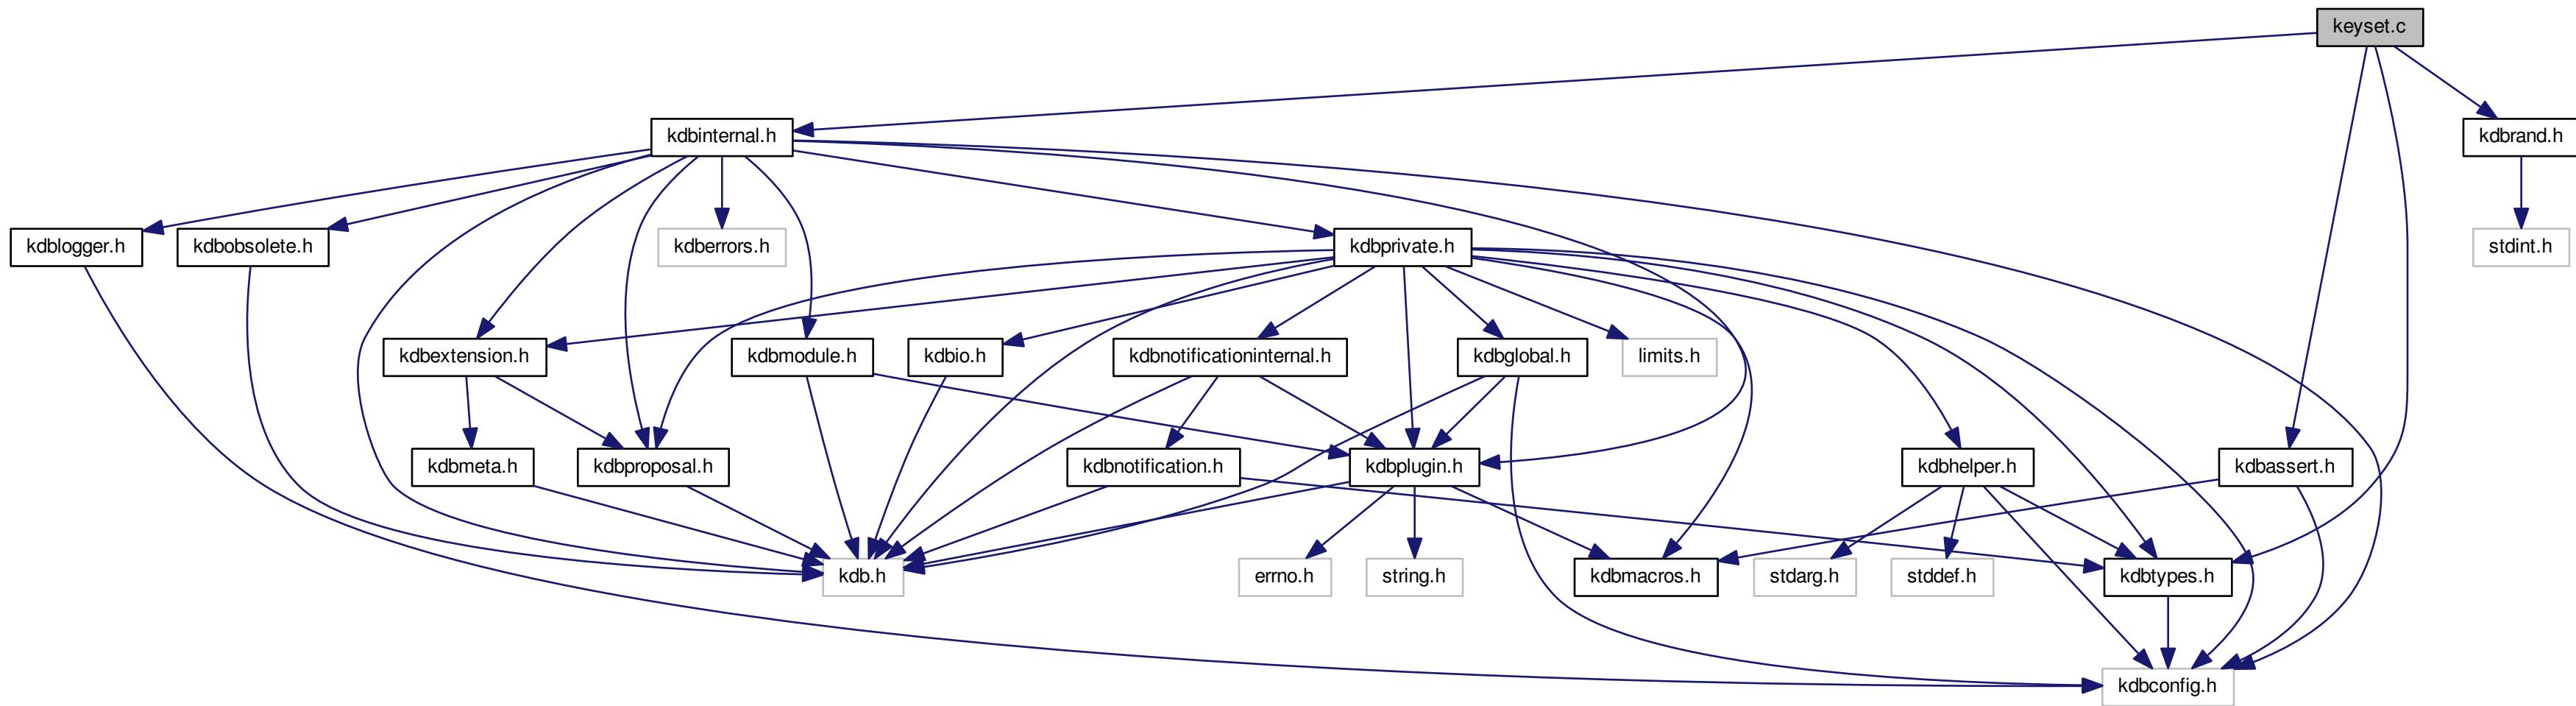 keyset.c
kdbinternal.h
kdbrand.h
kdblogger.h
kdbobsolete.h
kdberrors.h
kdbprivate.h
stdint.h
kdbextension.h
kdbmodule.h
kdbio.h
kdbnotificationinternal.h
kdbglobal.h
limits.h
kdbmeta.h
kdbproposal.h
kdbnotification.h
kdbplugin.h
kdbhelper.h
kdbassert.h
kdb.h
errno.h
string.h
kdbmacros.h
stdarg.h
stddef.h
kdbtypes.h
kdbconfig.h